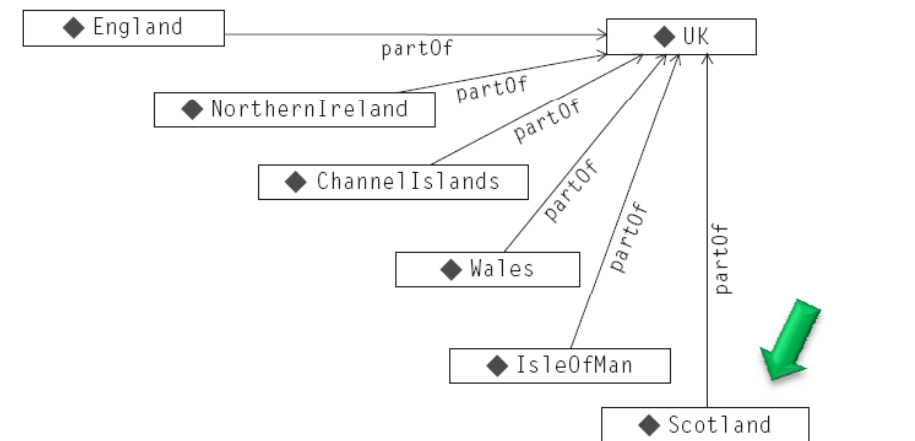 England
UK
partOf
partOf
NorthernIreland
partOf
ChannelIslands
partOf
partOf
partOf
Wales
IsleOfMan
Scotland